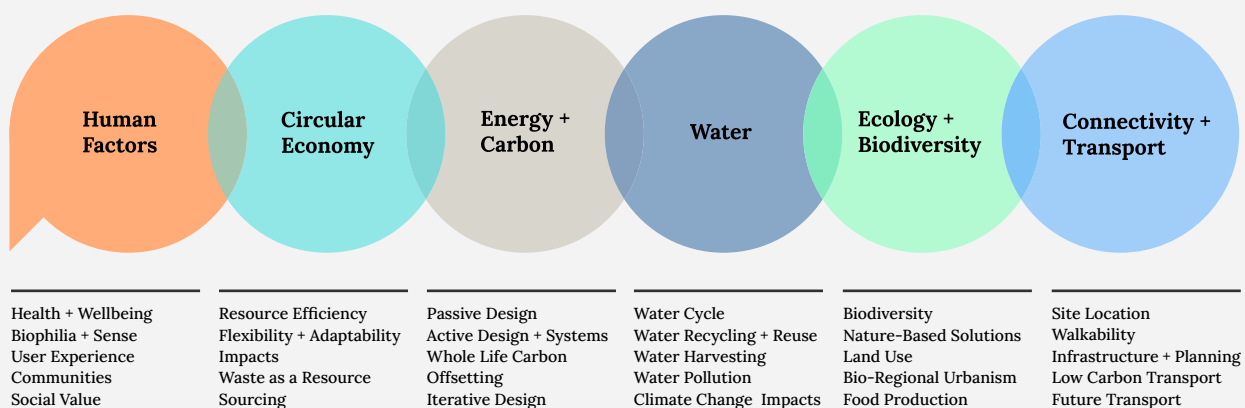 Human
Factors
Circular
Economy
Energy +
Carbon
Water
Ecology +
Biodiversity
Connectivity +
Transport
Health + Wellbeing
Biophilia + Sense
User Experience
Communities
Social Value
Resource Efficiency
Flexibility + Adaptability
Impacts
Waste as a Resource
Sourcing
Passive Design
Active Design + Systems
Whole Life Carbon
Offsetting
Iterative Design
Water Cycle
Water Recycling + Reuse
Water Harvesting
Water Pollution
Climate Change Impacts
Biodiversity
Nature-Based Solutions
Land Use
Bio-Regional Urbanism
Food Production
Site Location
Walkability
Infrastructure + Planning
Low Carbon Transport
Future Transport